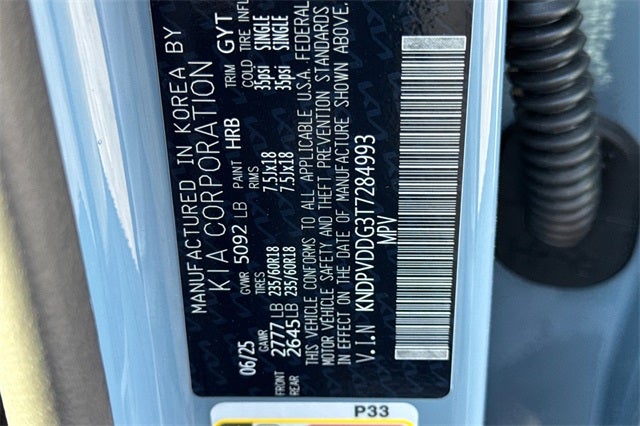 MANUFACTURED IN KOREA BY
KIA CORPORATION
06/25 GVWR 5092 LB PAINT HRB TRIM GYT
GAWR TIRES RIMS COLD TIRE INFL
FRONT 2777 LB 235/60R18 7.5Jx18 35psi SINGLE
REAR 2645 LB 235/60R18 7.5Jx18 35psi SINGLE
THIS VEHICLE CONFORMS TO ALL APPLICABLE U.S.A. FEDERAL
MOTOR VEHICLE SAFETY AND THEFT PREVENTION STANDARDS
IN EFFECT ON THE DATE OF MANUFACTURE SHOWN ABOVE.
V.I.N KNDPVDDG3T7284993
MPV
P33